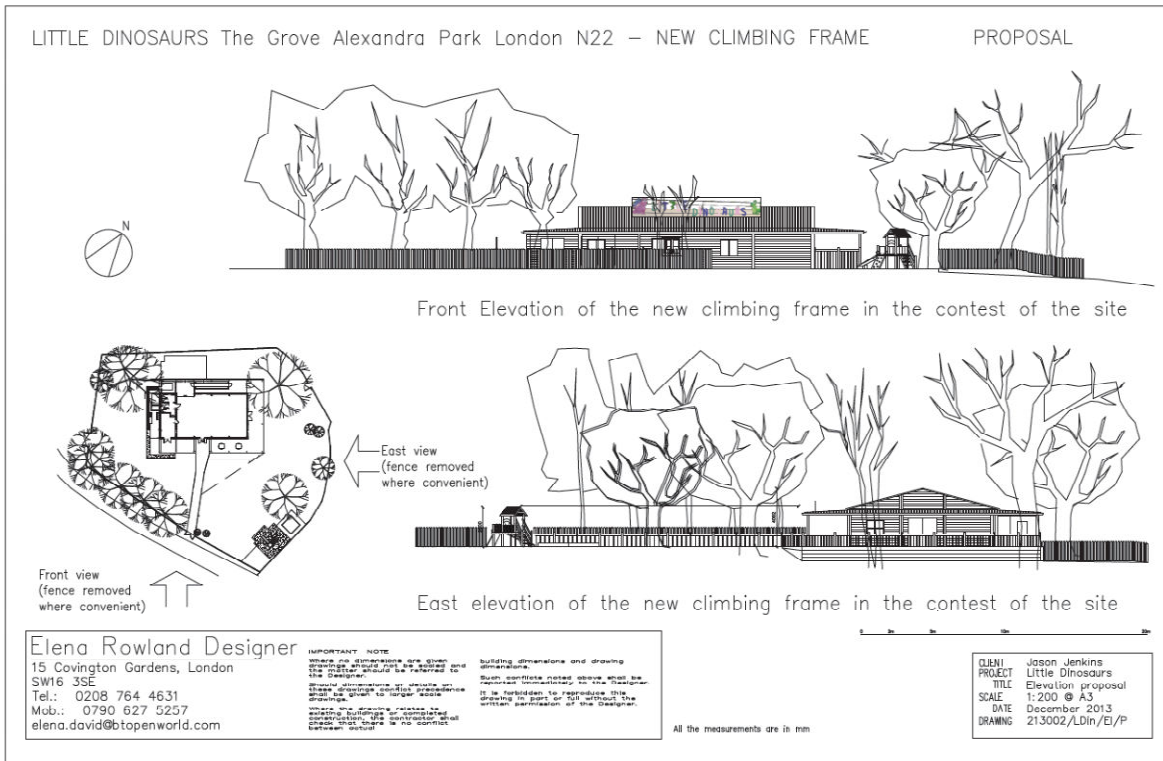 LITTLE DINOSAURS The Grove Alexandra Park London N22 – NEW CLIMBING FRAME PROPOSAL
N
Front Elevation of the new climbing frame in the contest of the site
East view
(fence removed
where convenient)
Front view
(fence removed
where convenient)
East elevation of the new climbing frame in the contest of the site
Elena Rowland Designer
15 Covington Gardens, London
SW16 3SE
Tel.: 0208 764 4631
Mob.: 0790 627 5257
elena.david@btopenworld.com
IMPORTANT NOTE
Where no dimensions are given
drawings should not be scaled and
the matter should be referred to
the Designer.
Should dimensions or details on
these drawings conflict precedence
shall be given to larger scale
drawings.
Where the drawing relates to
existing buildings or completed
construction, the contractor shall
check that there is no conflict
between actual
building dimensions and drawing
dimensions.
Such conflicts noted above shall be
reported immediately to the Designer.
It is forbidden to reproduce this
drawing in part or full without the
written permission of the Designer.
All the measurements are in mm
CLIENT Jason Jenkins
PROJECT Little Dinosaurs
TITLE Elevation proposal
SCALE 1:200 @ A3
DATE December 2013
DRAWING 213002/LDin/El/P